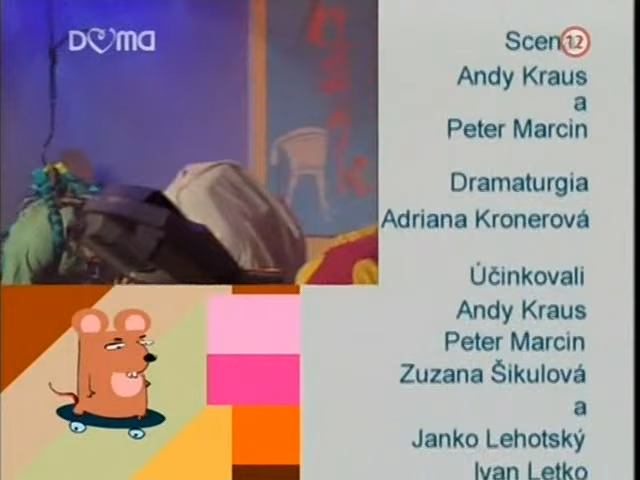 DOMA
12
Andy Kraus
a
Peter Marcin
Dramaturgia
Adriana Kronerová
Účinkovali
Andy Kraus
Peter Marcin
Zuzana Šikulová
a
Janko Lehotský
Ivan Letko